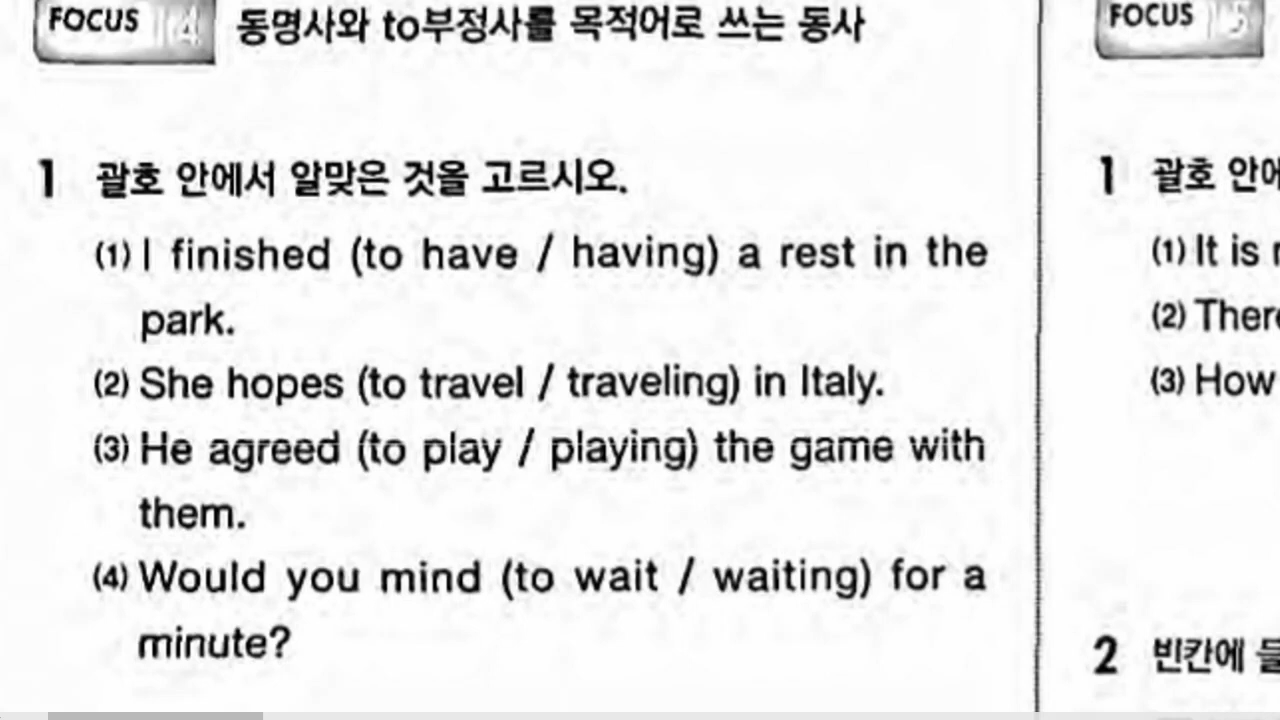 FOCUS 14 동명사와 to부정사를 목적어로 쓰는 동사
1 괄호 안에서 알맞은 것을 고르시오.
(1) I finished (to have / having) a rest in the
park.
(2) She hopes (to travel / traveling) in Italy.
(3) He agreed (to play / playing) the game with
them.
(4) Would you mind (to wait / waiting) for a
minute?
FOCUS 15
1 괄호 안에
(1) It is
(2) There
(3) How
2 빈칸에